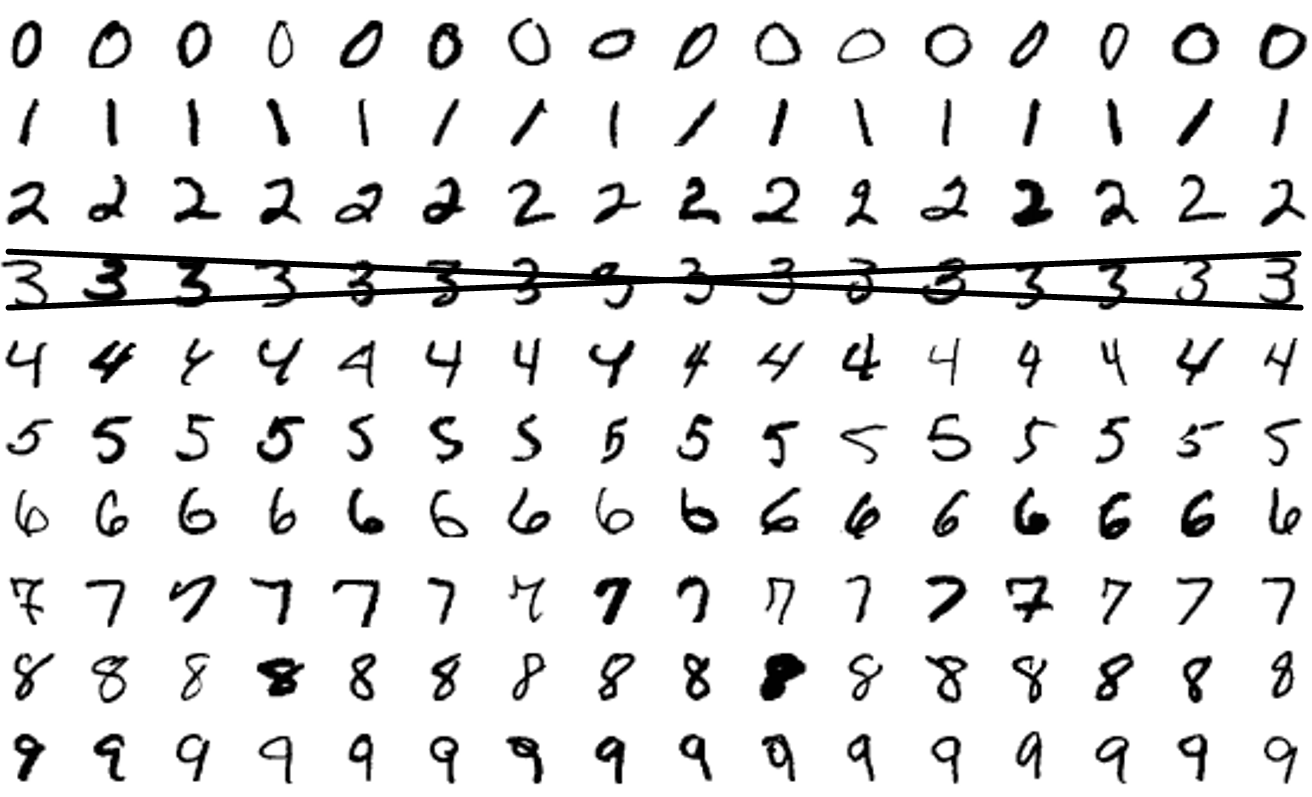 0 0 0 0 0 0 0 0 0 0 0 0 0 0 0 0
1 1 1 1 1 1 1 1 1 1 1 1 1 1 1 1
2 2 2 2 2 2 2 2 2 2 2 2 2 2 2 2
3 3 3 3 3 3 3 3 3 3 3 3 3 3 3 3
4 4 4 4 4 4 4 4 4 4 4 4 4 4 4 4
5 5 5 5 5 5 5 5 5 5 5 5 5 5 5 5
6 6 6 6 6 6 6 6 6 6 6 6 6 6 6 6
7 7 7 7 7 7 7 7 7 7 7 7 7 7 7 7
8 8 8 8 8 8 8 8 8 8 8 8 8 8 8 8
9 9 9 9 9 9 9 9 9 9 9 9 9 9 9 9